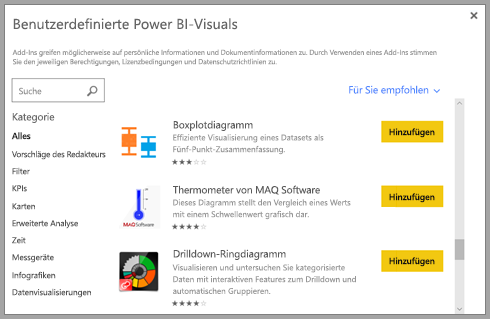 Benutzerdefinierte Power BI-Visuals
Add-Ins greifen möglicherweise auf persönliche Informationen und Dokumentinformationen zu. Durch Verwenden eines Add-Ins stimmen
Sie den jeweiligen Berechtigungen, Lizenzbedingungen und Datenschutzrichtlinien zu.
Suche
Für Sie empfohlen
Kategorie
Alles
Vorschläge des Redakteurs
Filter
KPIs
Karten
Erweiterte Analyse
Zeit
Messgeräte
Infografiken
Datenvisualisierungen
Boxplotdiagramm
Effiziente Visualisierung eines Datasets als
Fünf-Punkt-Zusammenfassung.
Hinzufügen
MAQ Software
Thermometer von MAQ Software
Dieses Diagramm stellt den Vergleich eines Werts
mit einem Schwellenwert grafisch dar.
Hinzufügen
Drilldown-Ringdiagramm
Visualisieren und untersuchen Sie kategorisierte
Daten mit interaktiven Features zum Drilldown und
automatischen Gruppieren.
Hinzufügen